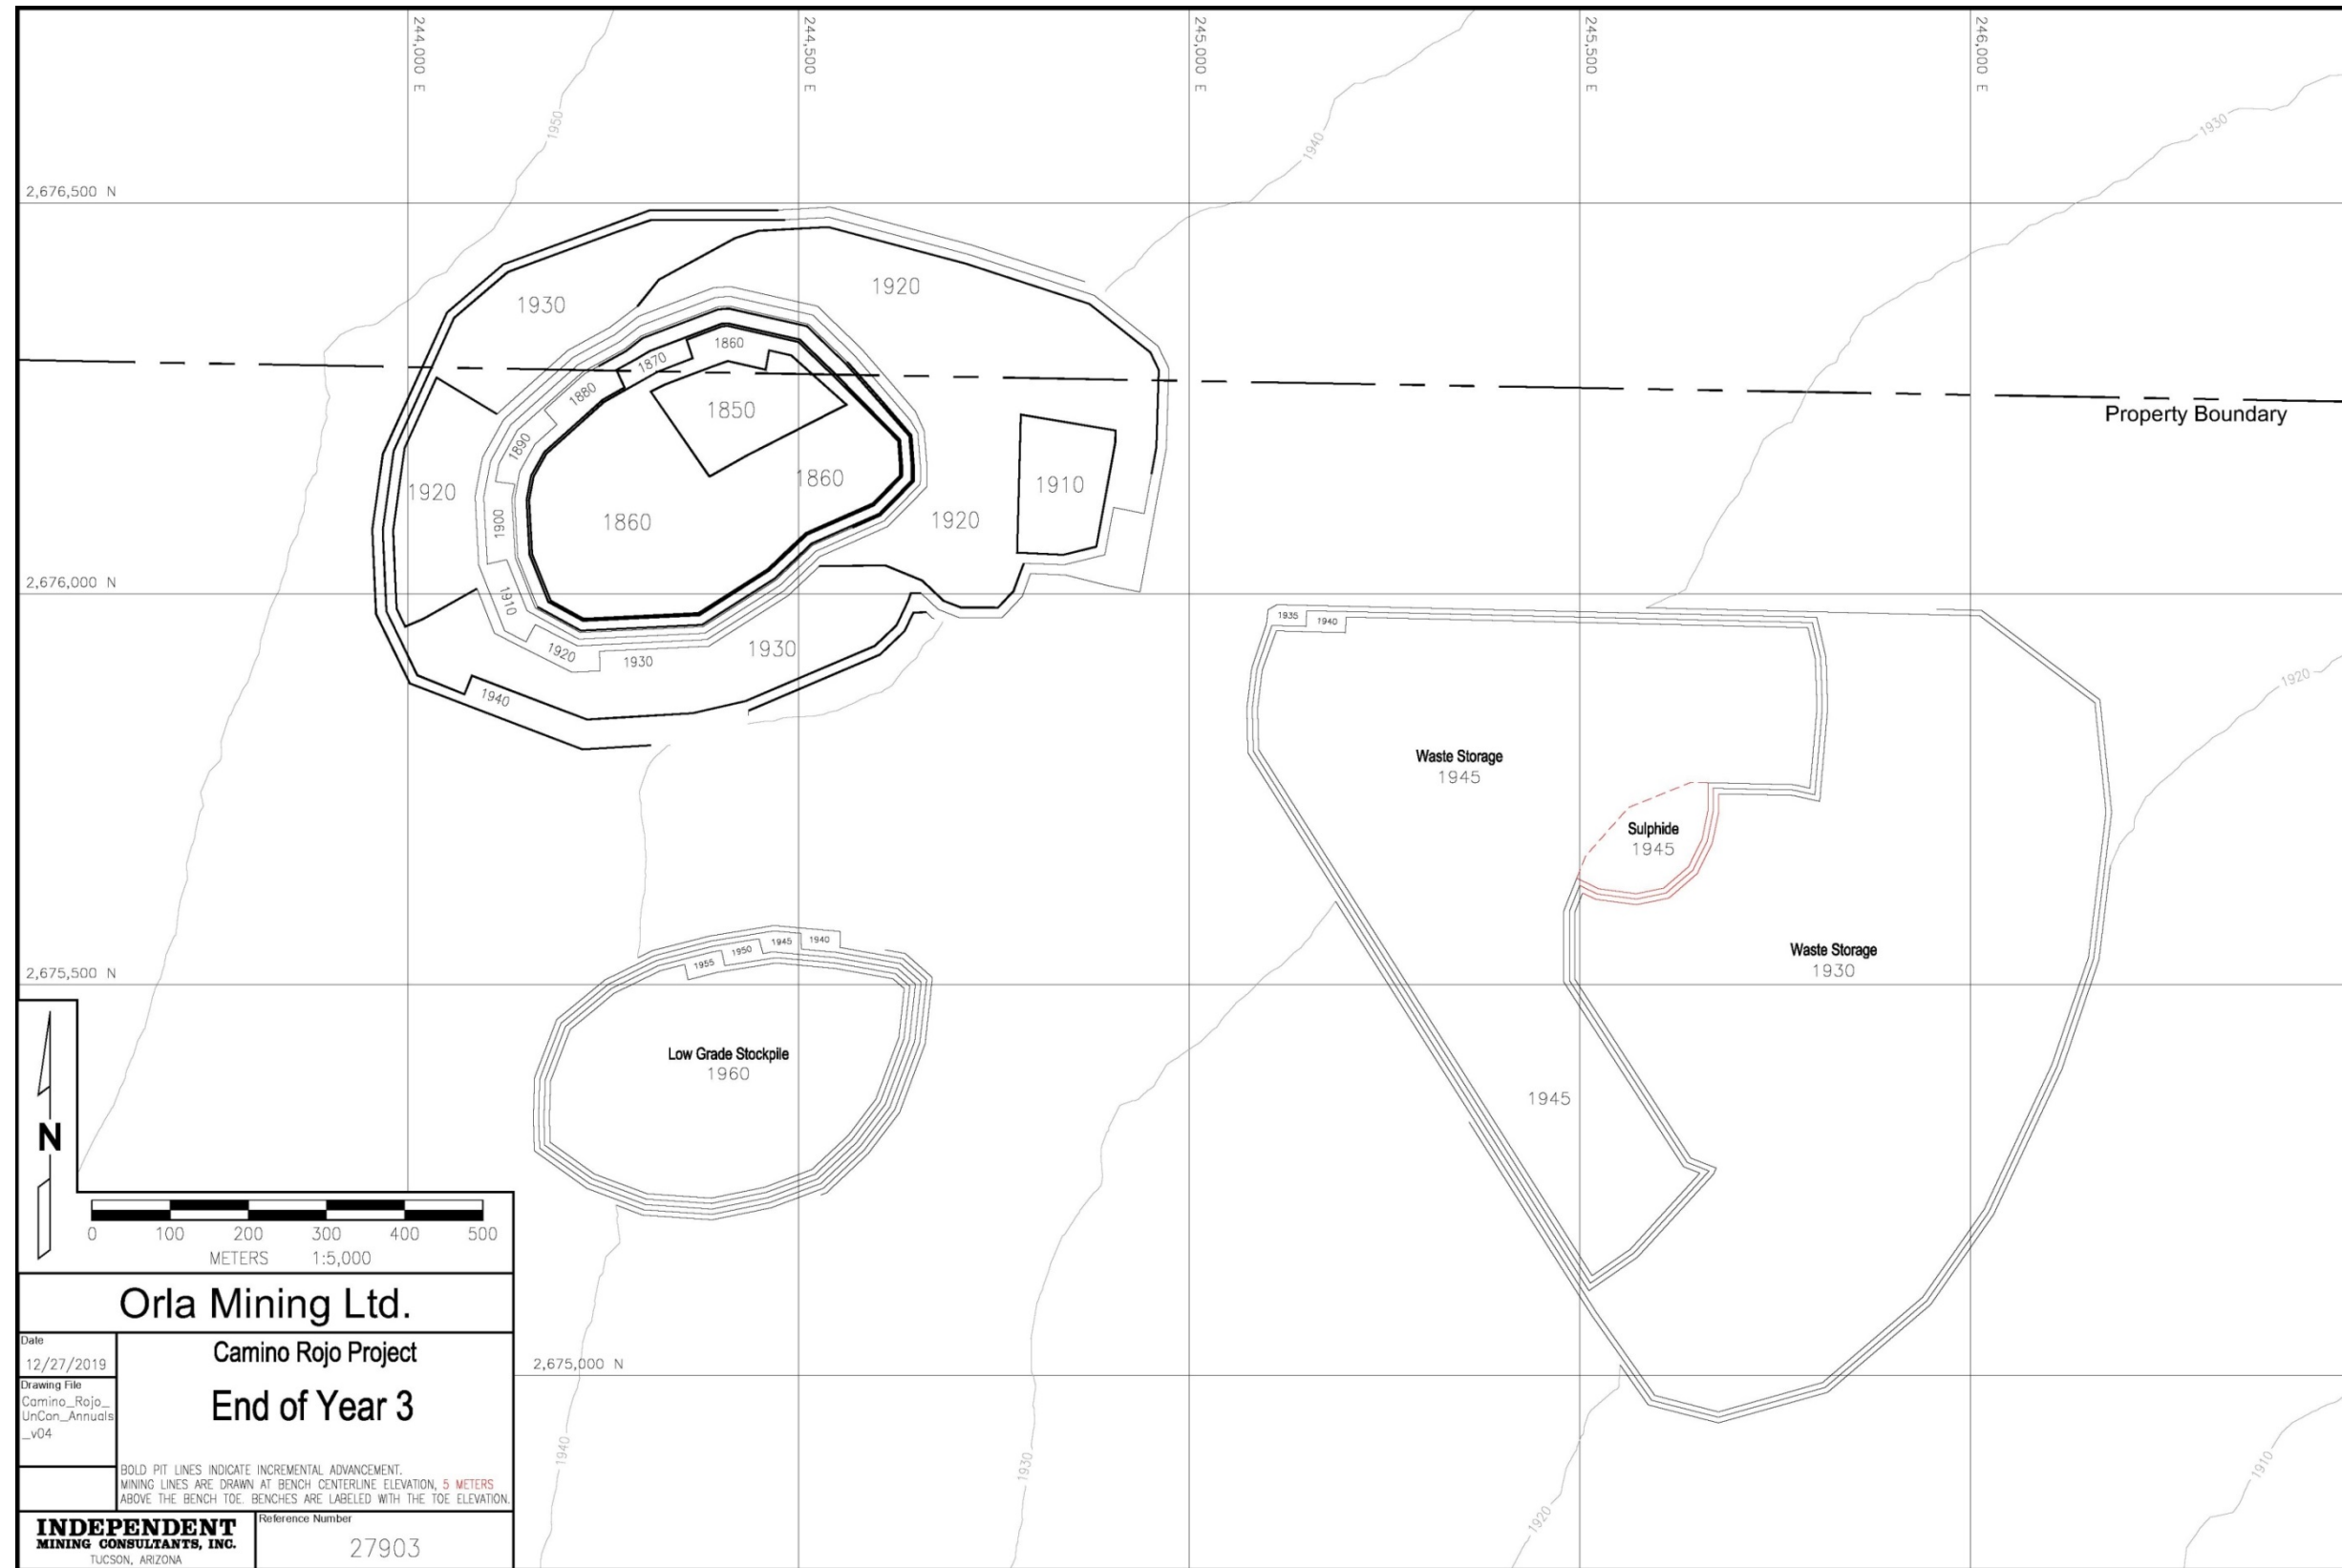 244,000 E
244,500 E
245,000 E
245,500 E
246,000 E
1950
1940
1930
2,676,500 N
1930
1920
1860
1870
1880
1850
Property Boundary
1890
1860
1920
1910
1900
1860
1920
2,676,000 N
1910
1935
1940
1920
1930
1930
1920
1940
Waste Storage
1945
Sulphide
1945
1955
1950
1945
1940
Waste Storage
1930
2,675,500 N
Low Grade Stockpile
1960
1945
N
0 100 200 300 400 500
METERS 1:5,000
Orla Mining Ltd.
Date
12/27/2019
Camino Rojo Project
2,675,000 N
Drawing File
Camino_Rojo_
UnCon_Annuals
_v04
End of Year 3
1940
1930
1920
1910
BOLD PIT LINES INDICATE INCREMENTAL ADVANCEMENT.
MINING LINES ARE DRAWN AT BENCH CENTERLINE ELEVATION, 5 METERS
ABOVE THE BENCH TOE. BENCHES ARE LABELED WITH THE TOE ELEVATION.
INDEPENDENT
MINING CONSULTANTS, INC.
TUCSON, ARIZONA
Reference Number
27903